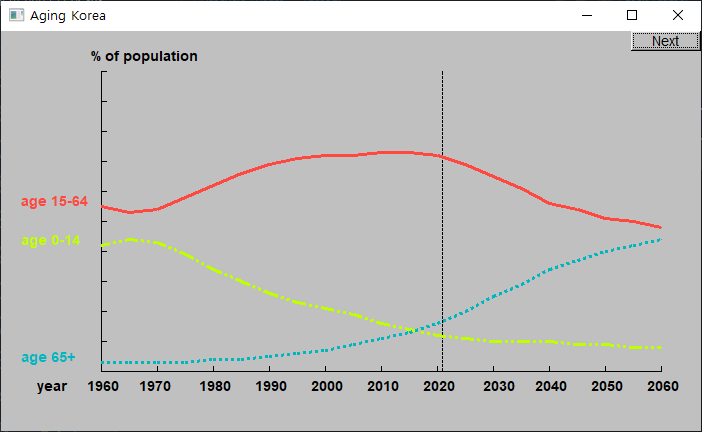 Aging Korea
Next
% of population
age 15-64
age 0-14
age 65+
year 1960 1970 1980 1990 2000 2010 2020 2030 2040 2050 2060